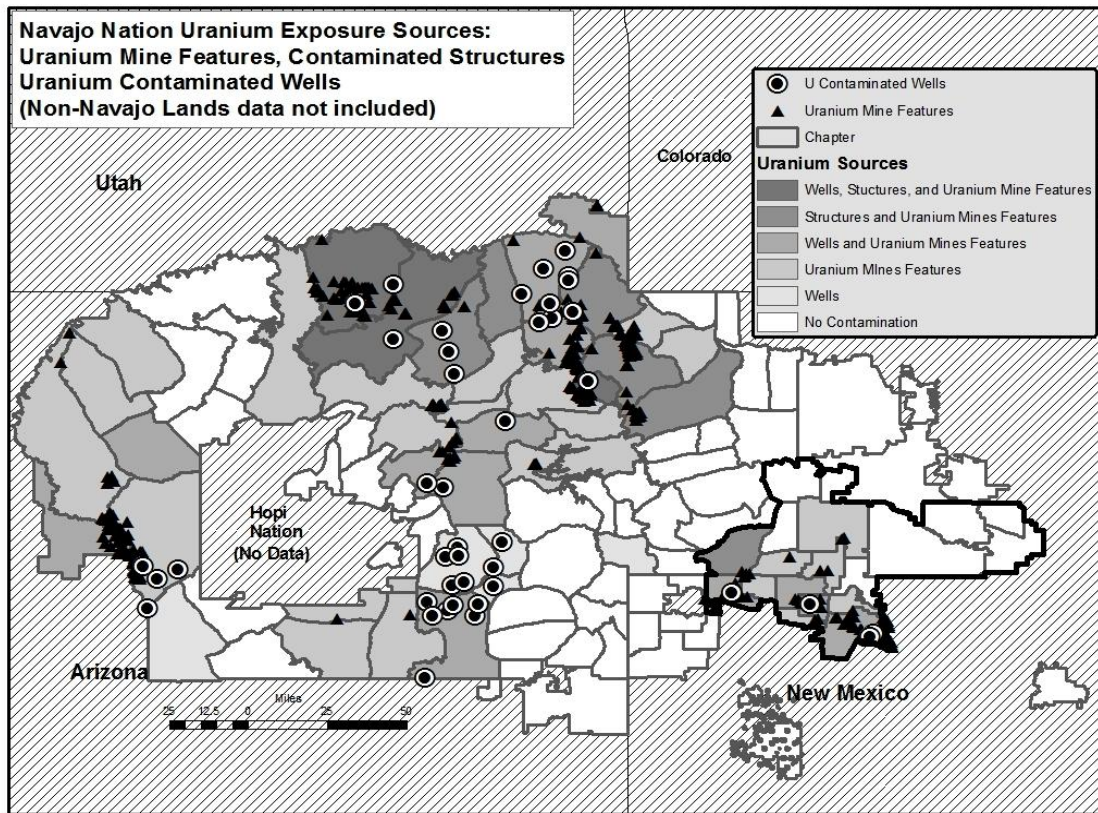 Navajo Nation Uranium Exposure Sources:
Uranium Mine Features, Contaminated Structures
Uranium Contaminated Wells
(Non-Navajo Lands data not included)
U Contaminated Wells
Uranium Mine Features
Chapter
Uranium Sources
Wells, Stuctures, and Uranium Mine Features
Structures and Uranium Mines Features
Wells and Uranium Mines Features
Uranium MInes Features
Wells
No Contamination
Colorado
Utah
Hopi
Nation
(No Data)
Arizona
New Mexico
Miles
25 12.5 0 25 50